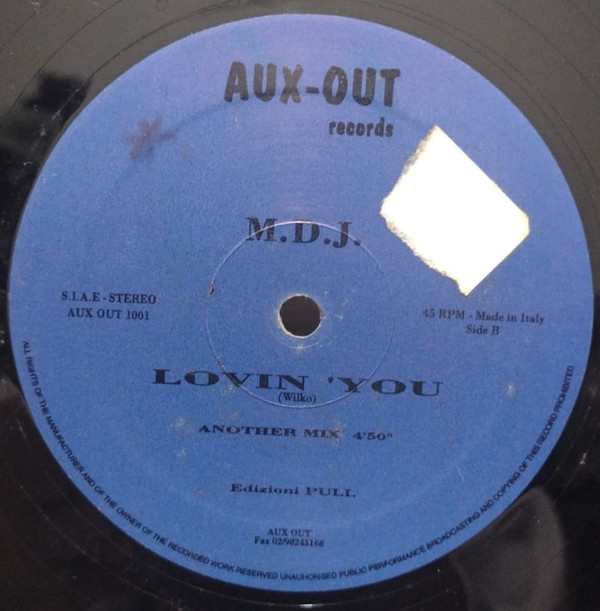 AUX-OUT
records
M.D.J.
S.I.A.E - STEREO
AUX OUT 1001
45 RPM - Made in Italy
Side B
LOVIN 'YOU
(Wilko)
ANOTHER MIX 4'50"
Edizioni PULL
AUX OUT
Fax 02/98243168
ALL RIGHTS OF THE MANUFACTURER AND OF THE OWNER OF THE RECORDED WORK RESERVED UNAUTHORISED PUBLIC PERFORMANCE BROADCASTING AND COPYING OF THIS RECORD PROHIBITED